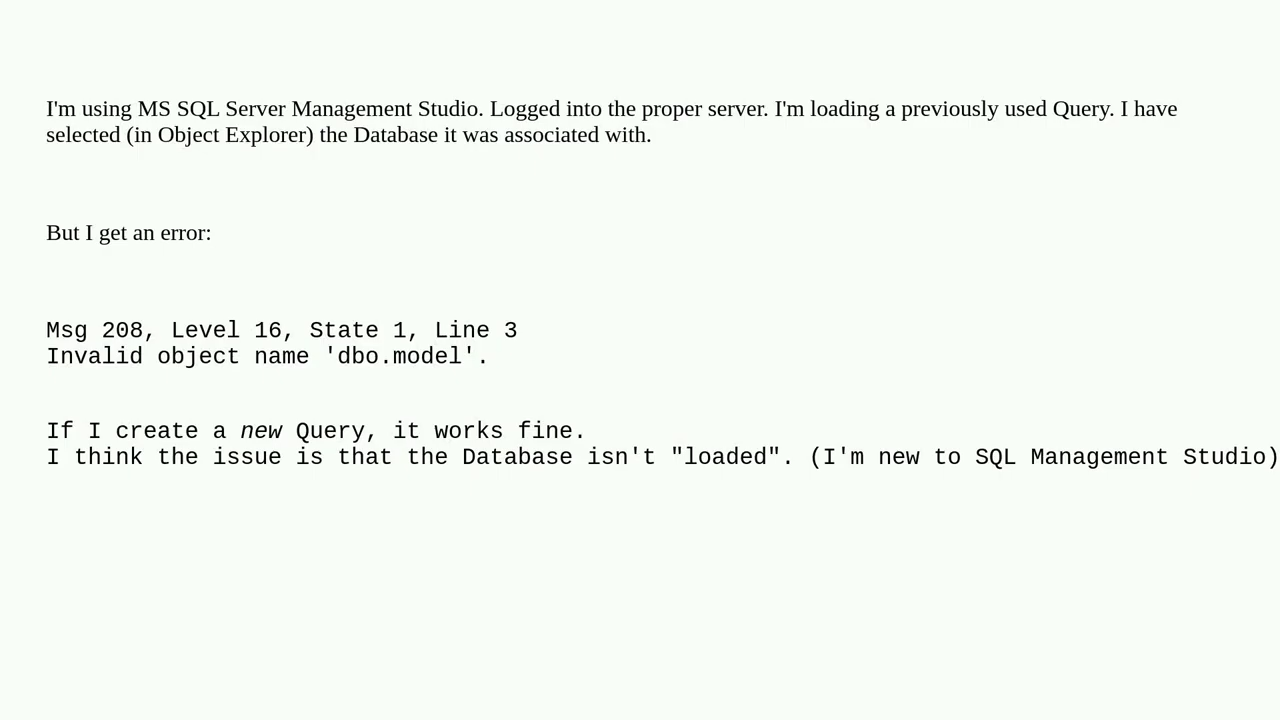 I'm using MS SQL Server Management Studio. Logged into the proper server. I'm loading a previously used Query. I have
selected (in Object Explorer) the Database it was associated with.
But I get an error:
Msg 208, Level 16, State 1, Line 3
Invalid object name 'dbo.model'.
If I create a new Query, it works fine.
I think the issue is that the Database isn't "loaded". (I'm new to SQL Management Studio)